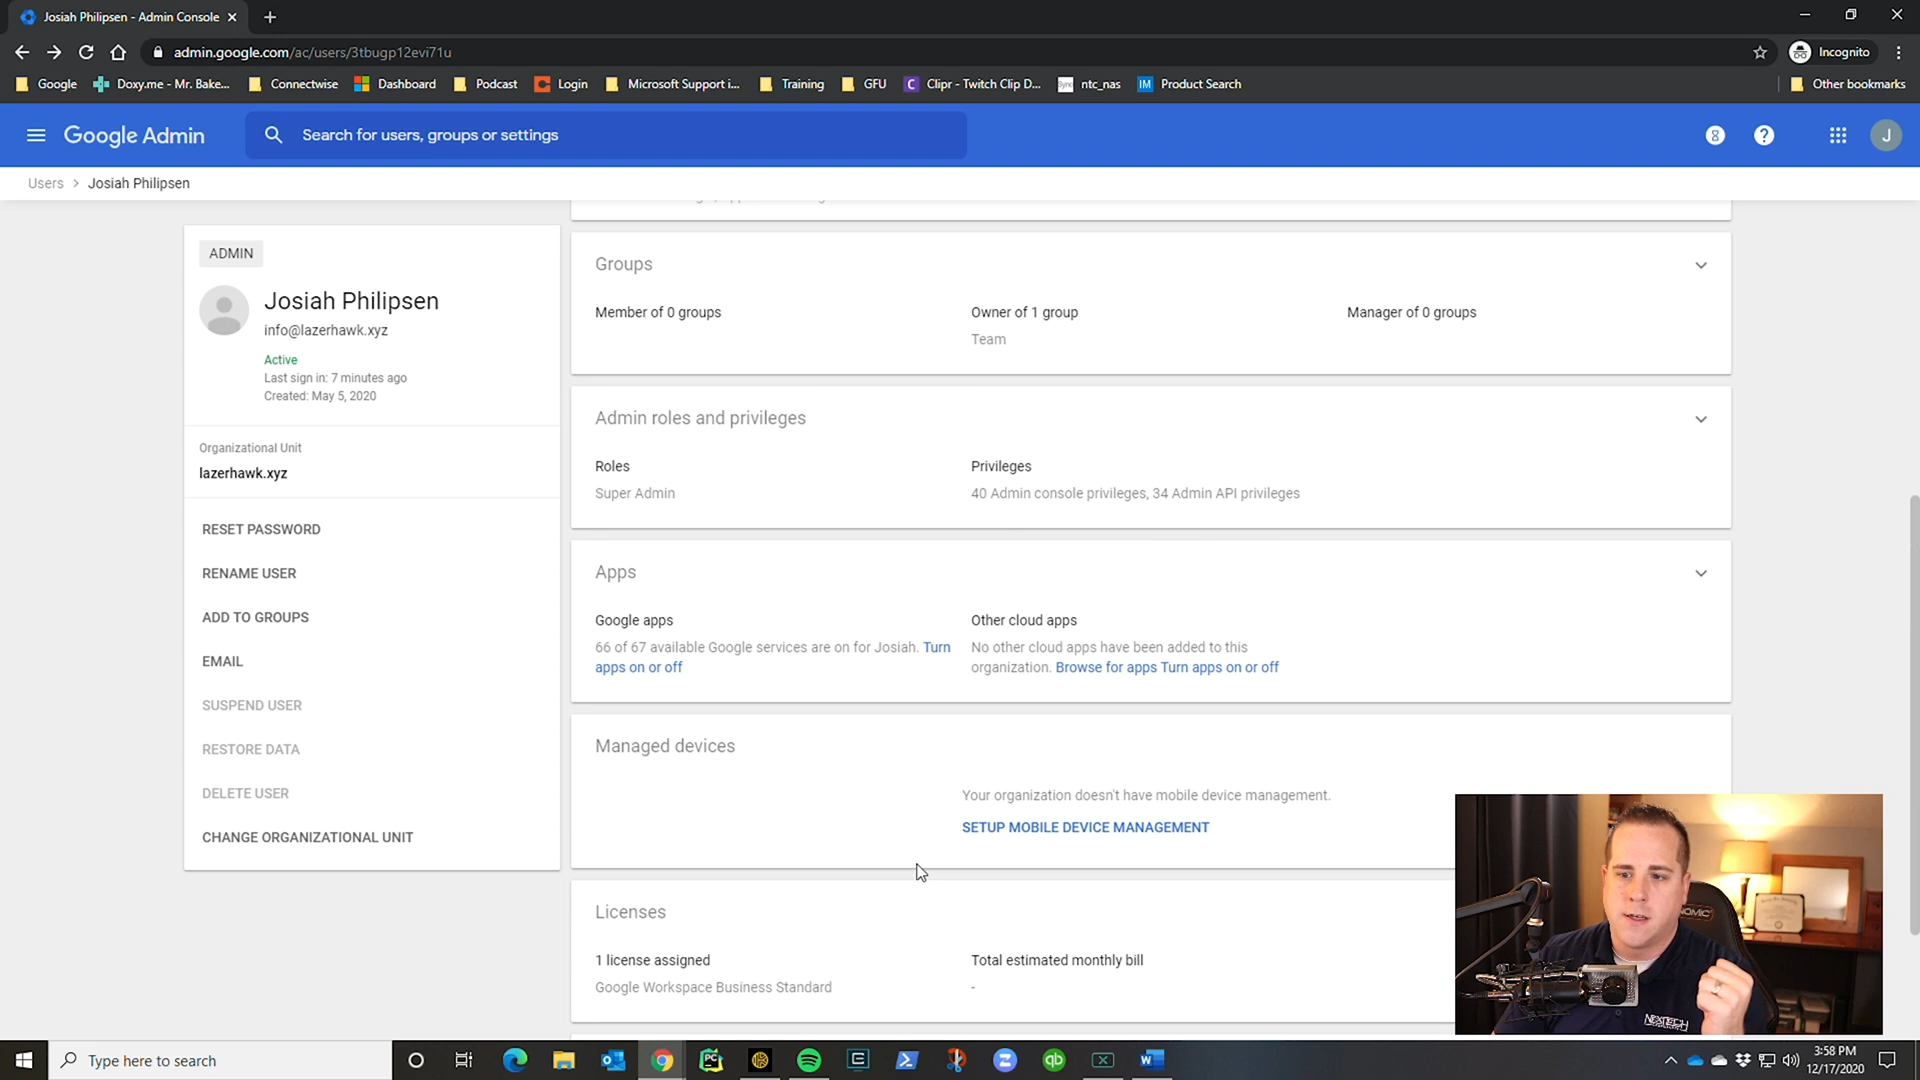 Josiah Philipsen - Admin Console
admin.google.com/ac/users/3tbugp12evi71u
Incognito
Google
Doxy.me - Mr. Bake...
Connectwise
Dashboard
Podcast
Login
Microsoft Support i...
Training
GFU
Clipr - Twitch Clip D...
ntc_nas
Product Search
Other bookmarks
Google Admin
Search for users, groups or settings
J
Users > Josiah Philipsen
ADMIN
Josiah Philipsen
info@lazerhawk.xyz
Active
Last sign in: 7 minutes ago
Created: May 5, 2020
Organizational Unit
lazerhawk.xyz
RESET PASSWORD
RENAME USER
ADD TO GROUPS
EMAIL
SUSPEND USER
RESTORE DATA
DELETE USER
CHANGE ORGANIZATIONAL UNIT
Groups
Member of 0 groups
Owner of 1 group
Team
Manager of 0 groups
Admin roles and privileges
Roles
Super Admin
Privileges
40 Admin console privileges, 34 Admin API privileges
Apps
Google apps
66 of 67 available Google services are on for Josiah. Turn
apps on or off
Other cloud apps
No other cloud apps have been added to this
organization. Browse for apps Turn apps on or off
Managed devices
Your organization doesn't have mobile device management.
SETUP MOBILE DEVICE MANAGEMENT
Licenses
1 license assigned
Google Workspace Business Standard
Total estimated monthly bill
-
NEXTECH
Type here to search
3:58 PM
12/17/2020